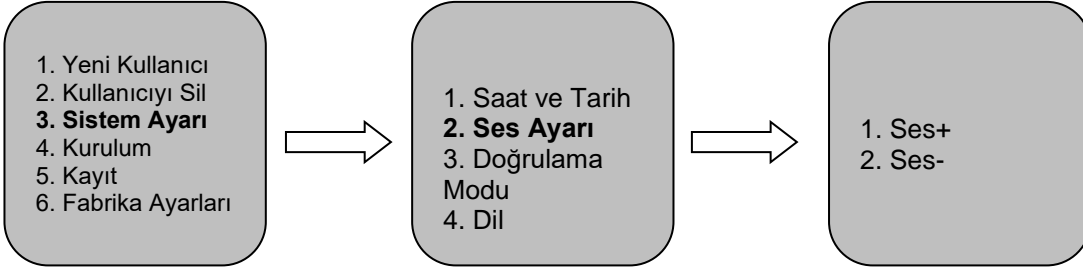 1. Yeni Kullanıcı
2. Kullanıcıyı Sil
3. Sistem Ayarı
4. Kurulum
5. Kayıt
6. Fabrika Ayarları
1. Saat ve Tarih
2. Ses Ayarı
3. Doğrulama
Modu
4. Dil
1. Ses+
2. Ses-